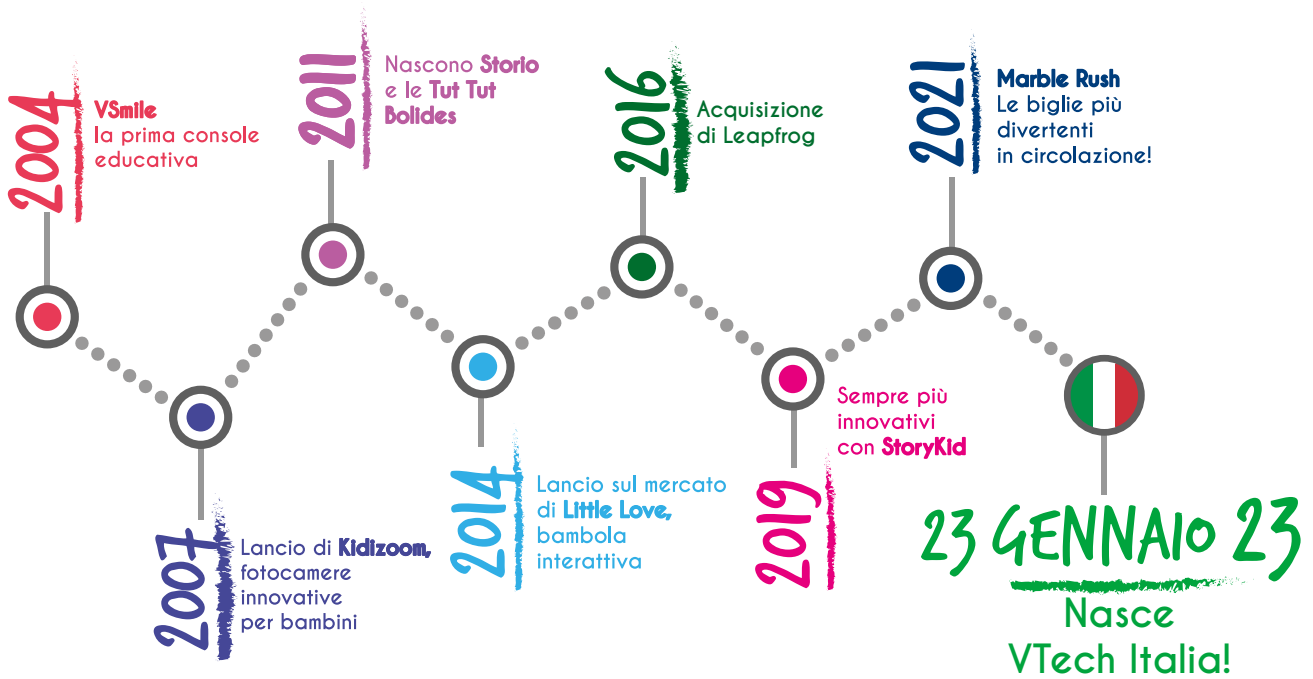 2004
VSmile
la prima console
educativa
2007
Lancio di Kidizoom,
fotocamere
innovative
per bambini
2011
Nascono Storio
e le Tut Tut
Bolides
2014
Lancio sul mercato
di Little Love,
bambola
interattiva
2016
Acquisizione
di Leapfrog
2019
Sempre più
innovativi
con StoryKid
2021
Marble Rush
Le biglie più
divertenti
in circolazione!
23 GENNAIO 23
Nasce
VTech Italia!